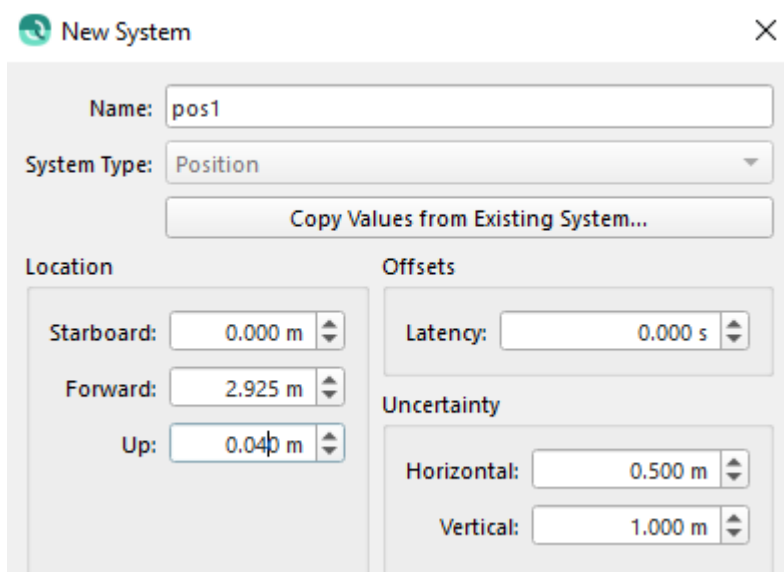 New System
Name: pos1
System Type: Position
Copy Values from Existing System...
Location
Starboard: 0.000 m
Forward: 2.925 m
Up: 0.040 m
Offsets
Latency: 0.000 s
Uncertainty
Horizontal: 0.500 m
Vertical: 1.000 m